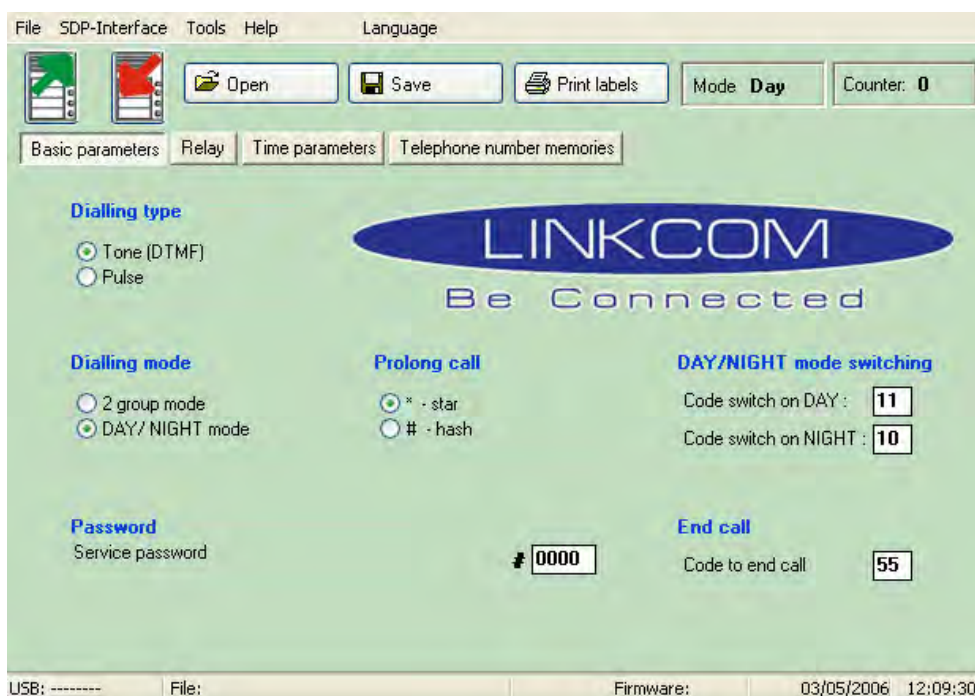 File SDP-Interface Tools Help Language
Open Save Print labels Mode Day Counter: 0
Basic parameters Relay Time parameters Telephone number memories
Dialling type
Tone (DTMF)
Pulse
LINKCOM
Be Connected
Dialling mode
2 group mode
DAY/ NIGHT mode
Prolong call
* - star
# - hash
DAY/NIGHT mode switching
Code switch on DAY : 11
Code switch on NIGHT : 10
Password
Service password # 0000
End call
Code to end call 55
USB: -------- File: Firmware: 03/05/2006 12:09:30